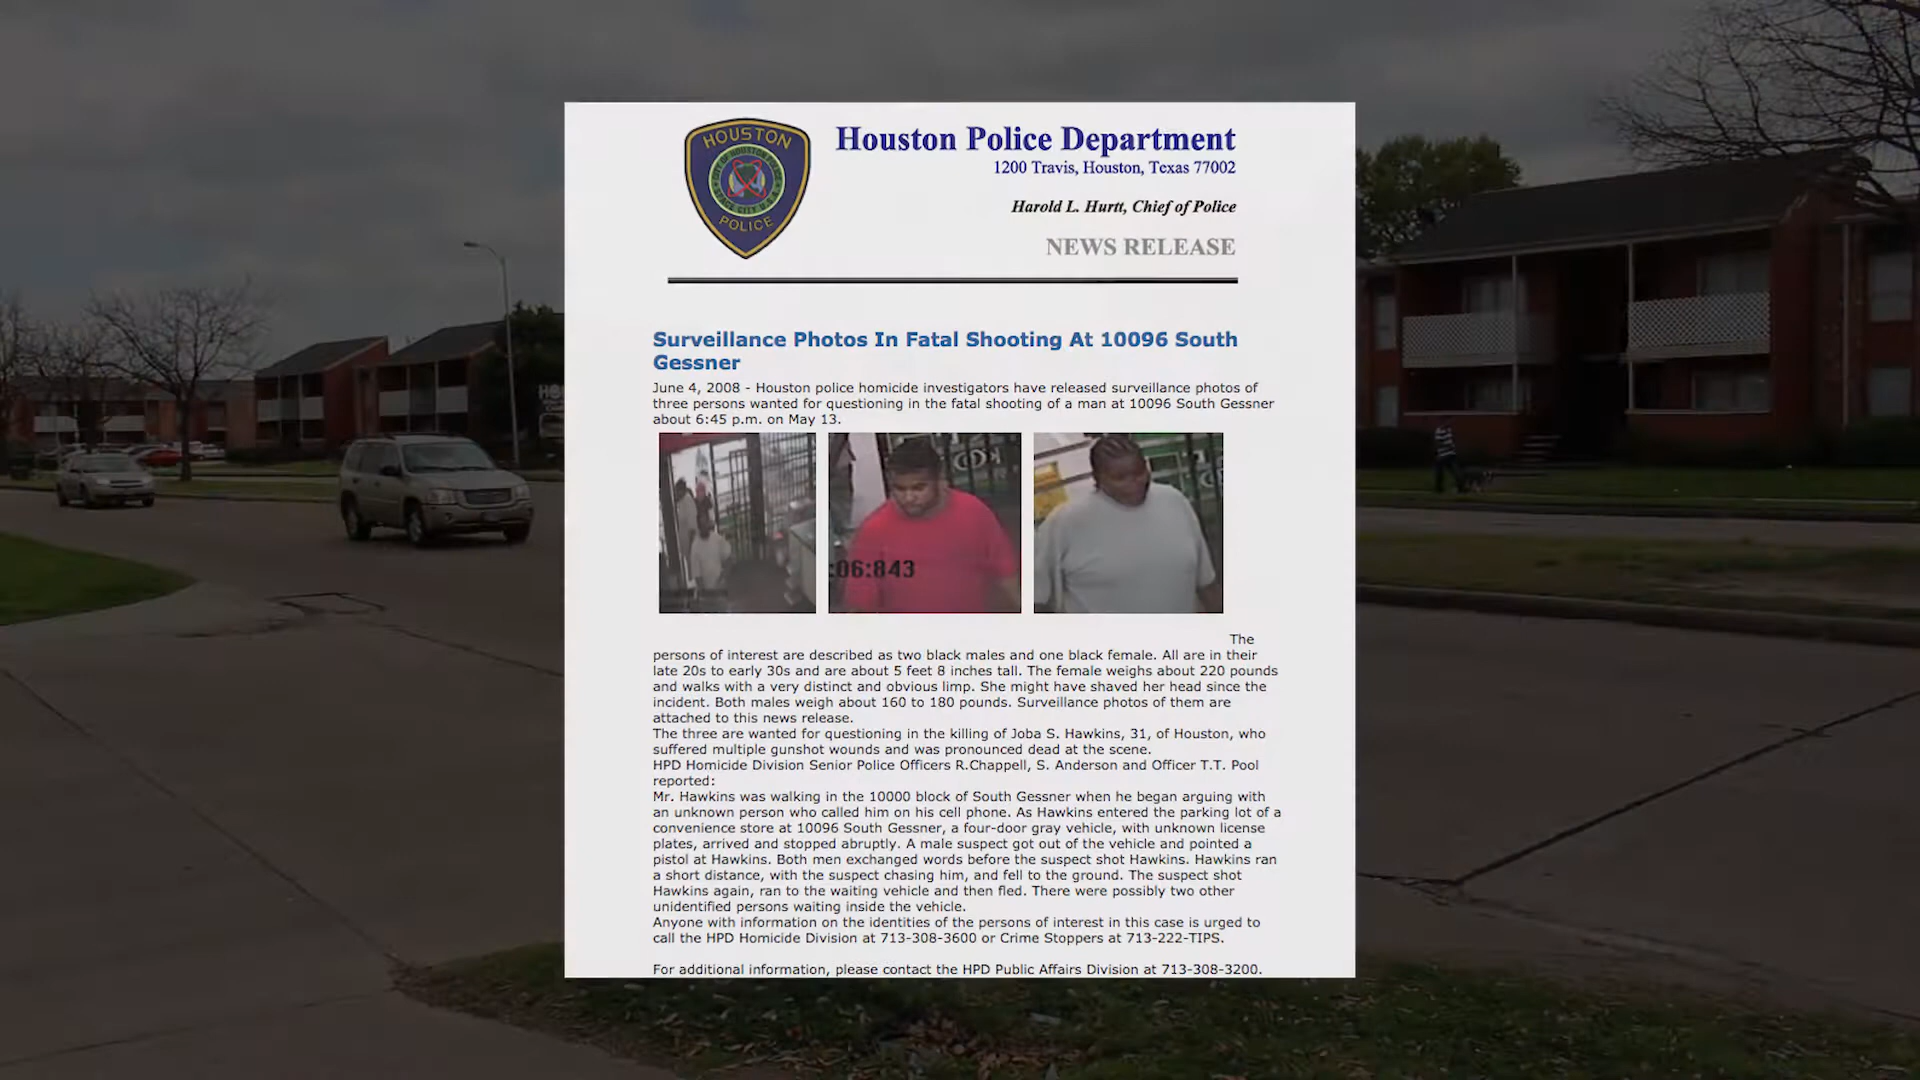 HOUSTON
POLICE
Houston Police Department
1200 Travis, Houston, Texas 77002
Harold L. Hurtt, Chief of Police
NEWS RELEASE
Surveillance Photos In Fatal Shooting At 10096 South
Gessner
June 4, 2008 - Houston police homicide investigators have released surveillance photos of
three persons wanted for questioning in the fatal shooting of a man at 10096 South Gessner
about 6:45 p.m. on May 13.
:06:843
The
persons of interest are described as two black males and one black female. All are in their
late 20s to early 30s and are about 5 feet 8 inches tall. The female weighs about 220 pounds
and walks with a very distinct and obvious limp. She might have shaved her head since the
incident. Both males weigh about 160 to 180 pounds. Surveillance photos of them are
attached to this news release.
The three are wanted for questioning in the killing of Joba S. Hawkins, 31, of Houston, who
suffered multiple gunshot wounds and was pronounced dead at the scene.
HPD Homicide Division Senior Police Officers R.Chappell, S. Anderson and Officer T.T. Pool
reported:
Mr. Hawkins was walking in the 10000 block of South Gessner when he began arguing with
an unknown person who called him on his cell phone. As Hawkins entered the parking lot of a
convenience store at 10096 South Gessner, a four-door gray vehicle, with unknown license
plates, arrived and stopped abruptly. A male suspect got out of the vehicle and pointed a
pistol at Hawkins. Both men exchanged words before the suspect shot Hawkins. Hawkins ran
a short distance, with the suspect chasing him, and fell to the ground. The suspect shot
Hawkins again, ran to the waiting vehicle and then fled. There were possibly two other
unidentified persons waiting inside the vehicle.
Anyone with information on the identities of the persons of interest in this case is urged to
call the HPD Homicide Division at 713-308-3600 or Crime Stoppers at 713-222-TIPS.
For additional information, please contact the HPD Public Affairs Division at 713-308-3200.